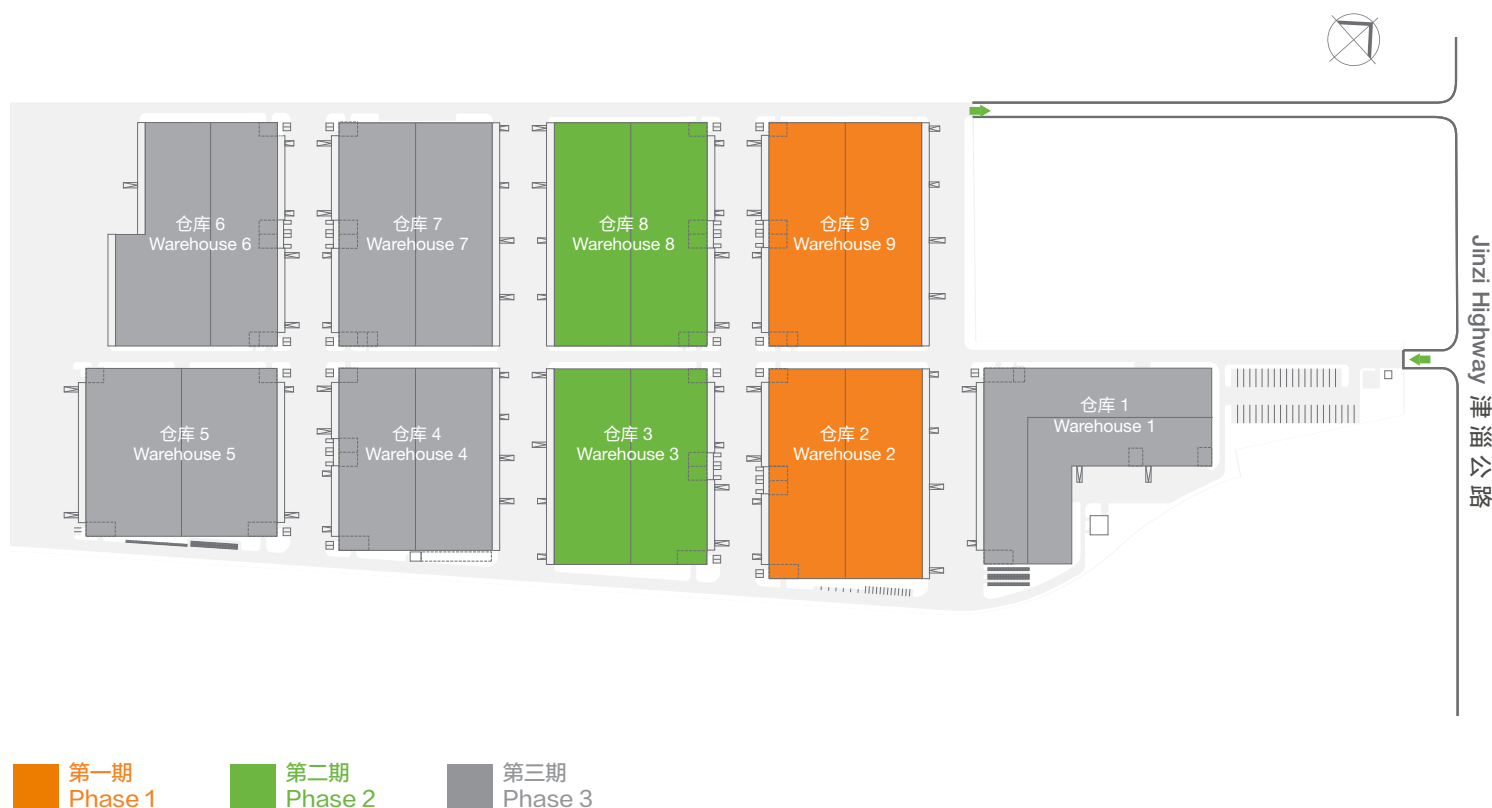 仓库 6
Warehouse 6
仓库 7
Warehouse 7
仓库 8
Warehouse 8
仓库 9
Warehouse 9
仓库 5
Warehouse 5
仓库 4
Warehouse 4
仓库 3
Warehouse 3
仓库 2
Warehouse 2
仓库 1
Warehouse 1
Jinzi Highway 津淄公路
第一期
Phase 1
第二期
Phase 2
第三期
Phase 3